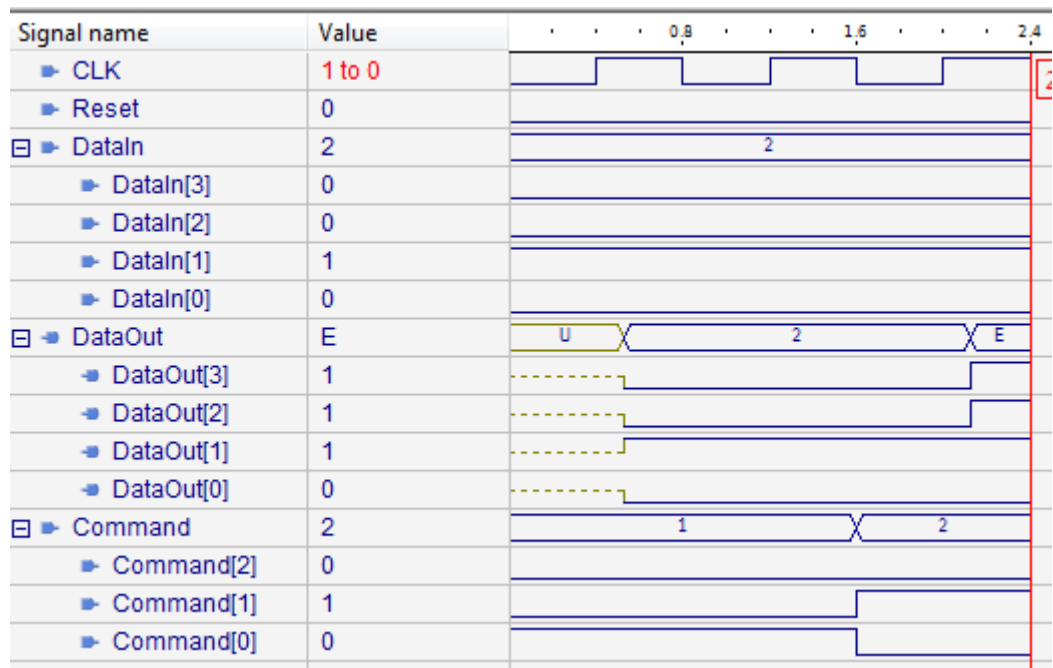 Signal name Value 0.8 1.6 2.4
CLK 1 to 0 2
Reset 0
DataIn 2 2
DataIn[3] 0
DataIn[2] 0
DataIn[1] 1
DataIn[0] 0
DataOut E U 2 E
DataOut[3] 1
DataOut[2] 1
DataOut[1] 1
DataOut[0] 0
Command 2 1 2
Command[2] 0
Command[1] 1
Command[0] 0